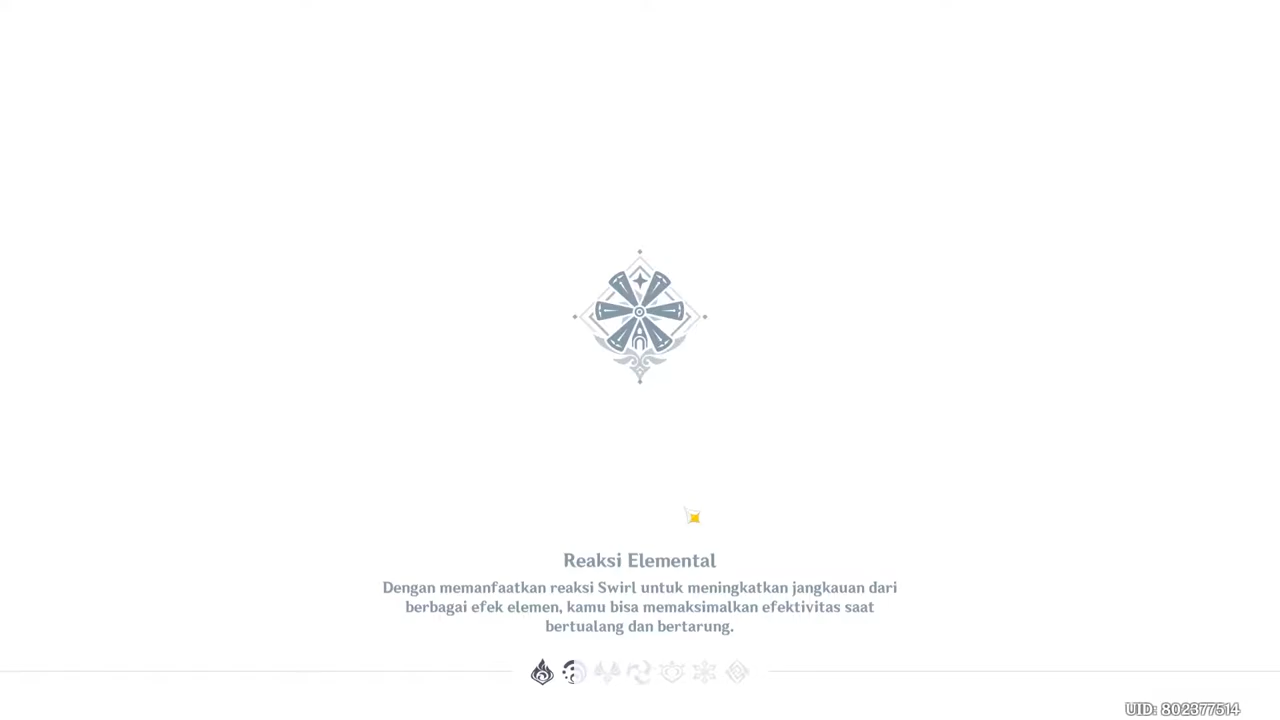 Reaksi Elemental
Dengan memanfaatkan reaksi Swirl untuk meningkatkan jangkauan dari
berbagai efek elemen, kamu bisa memaksimalkan efektivitas saat
bertualang dan bertarung.
UID: 802377514